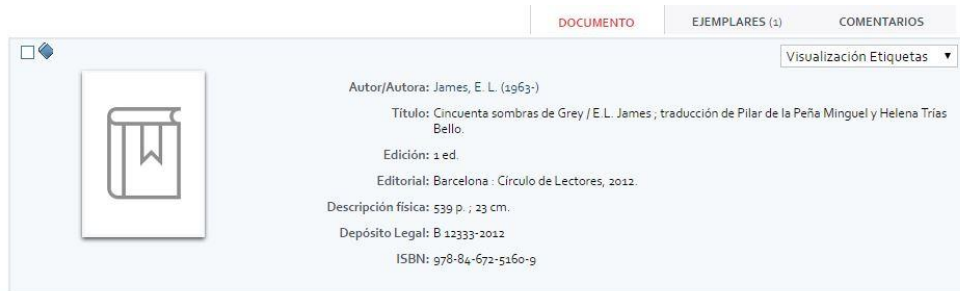 DOCUMENTO EJEMPLARES (1) COMENTARIOS
Visualización Etiquetas
Autor/Autora: James, E. L. (1963-)
Título: Cincuenta sombras de Grey / E.L. James ; traducción de Pilar de la Peña Minguel y Helena Trías
Bello.
Edición: 1 ed.
Editorial: Barcelona : Círculo de Lectores, 2012.
Descripción física: 539 p. ; 23 cm.
Depósito Legal: B 12333-2012
ISBN: 978-84-672-5160-9